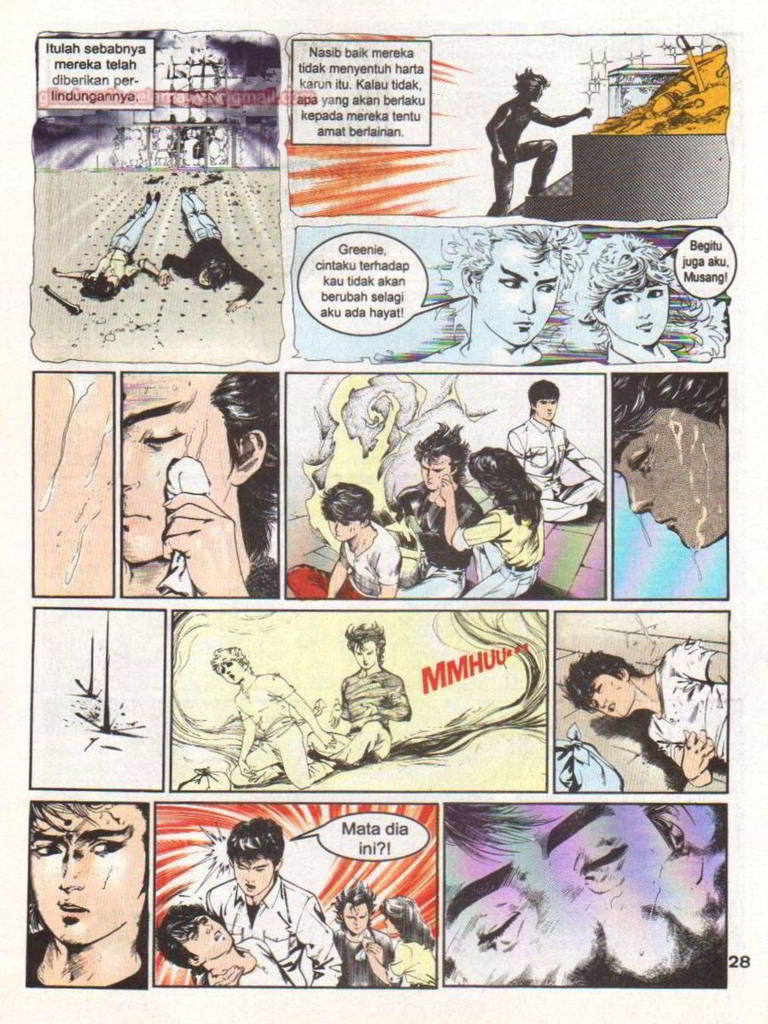 Itulah sebabnya
mereka telah
diberikan per-
lindungannya.
Nasib baik mereka
tidak menyentuh harta
karun itu. Kalau tidak,
apa yang akan berlaku
kepada mereka tentu
amat berlainan.
Greenie,
cintaku terhadap
kau tidak akan
berubah selagi
aku ada hayat!
Begitu
juga aku,
Musang!
MMHUU...
Mata dia
ini?!
28